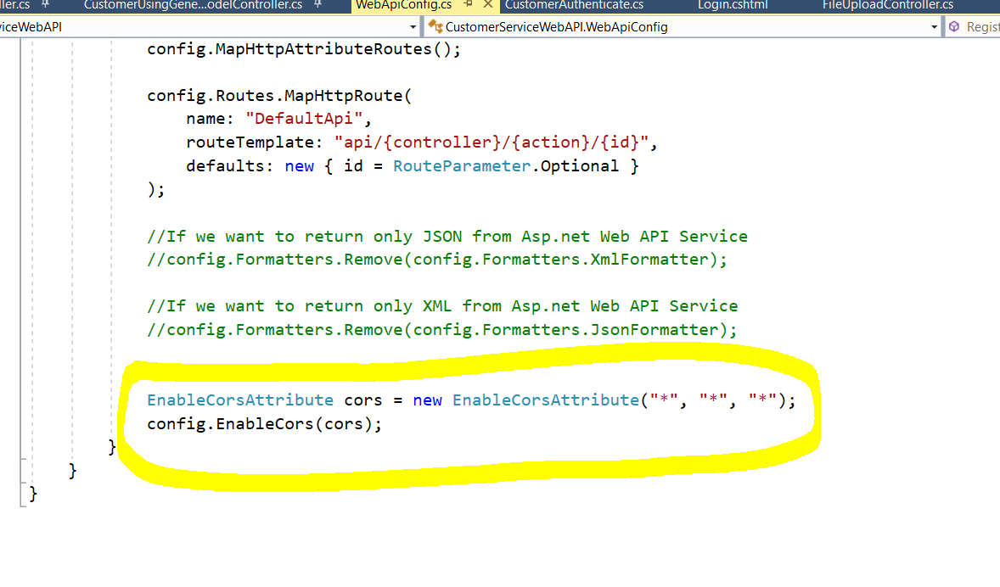 ller.cs CustomerUsingGene...odelController.cs WebApiConfig.cs CustomerAuthenticate.cs Login.cshtml FileUploadController.cs
viceWebAPI CustomerServiceWebAPI.WebApiConfig Regist
config.MapHttpAttributeRoutes();
config.Routes.MapHttpRoute(
name: "DefaultApi",
routeTemplate: "api/{controller}/{action}/{id}",
defaults: new { id = RouteParameter.Optional }
);
//If we want to return only JSON from Asp.net Web API Service
//config.Formatters.Remove(config.Formatters.XmlFormatter);
//If we want to return only XML from Asp.net Web API Service
//config.Formatters.Remove(config.Formatters.JsonFormatter);
EnableCorsAttribute cors = new EnableCorsAttribute("*", "*", "*");
config.EnableCors(cors);
}
}
}